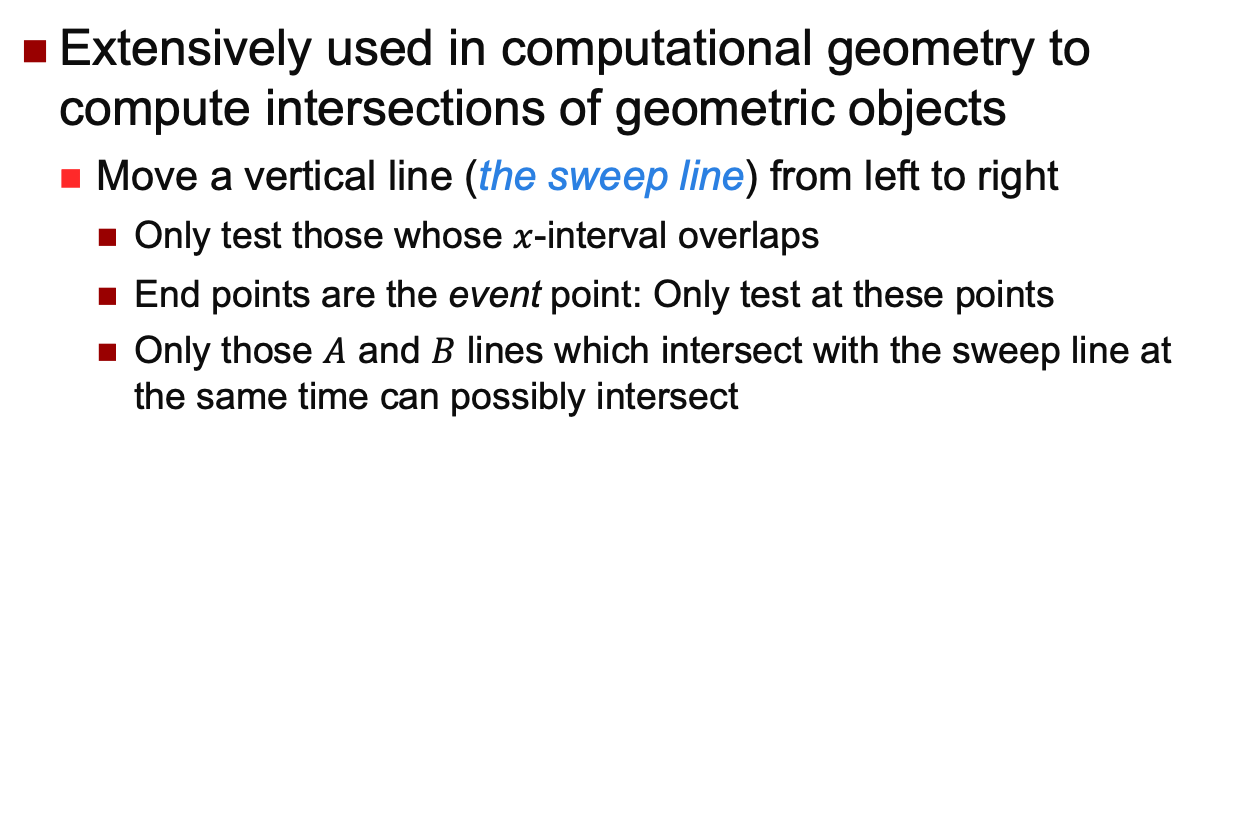 Extensively used in computational geometry to
compute intersections of geometric objects
Move a vertical line (the sweep line) from left to right
Only test those whose x-interval overlaps
End points are the event point: Only test at these points
Only those A and B lines which intersect with the sweep line at
the same time can possibly intersect